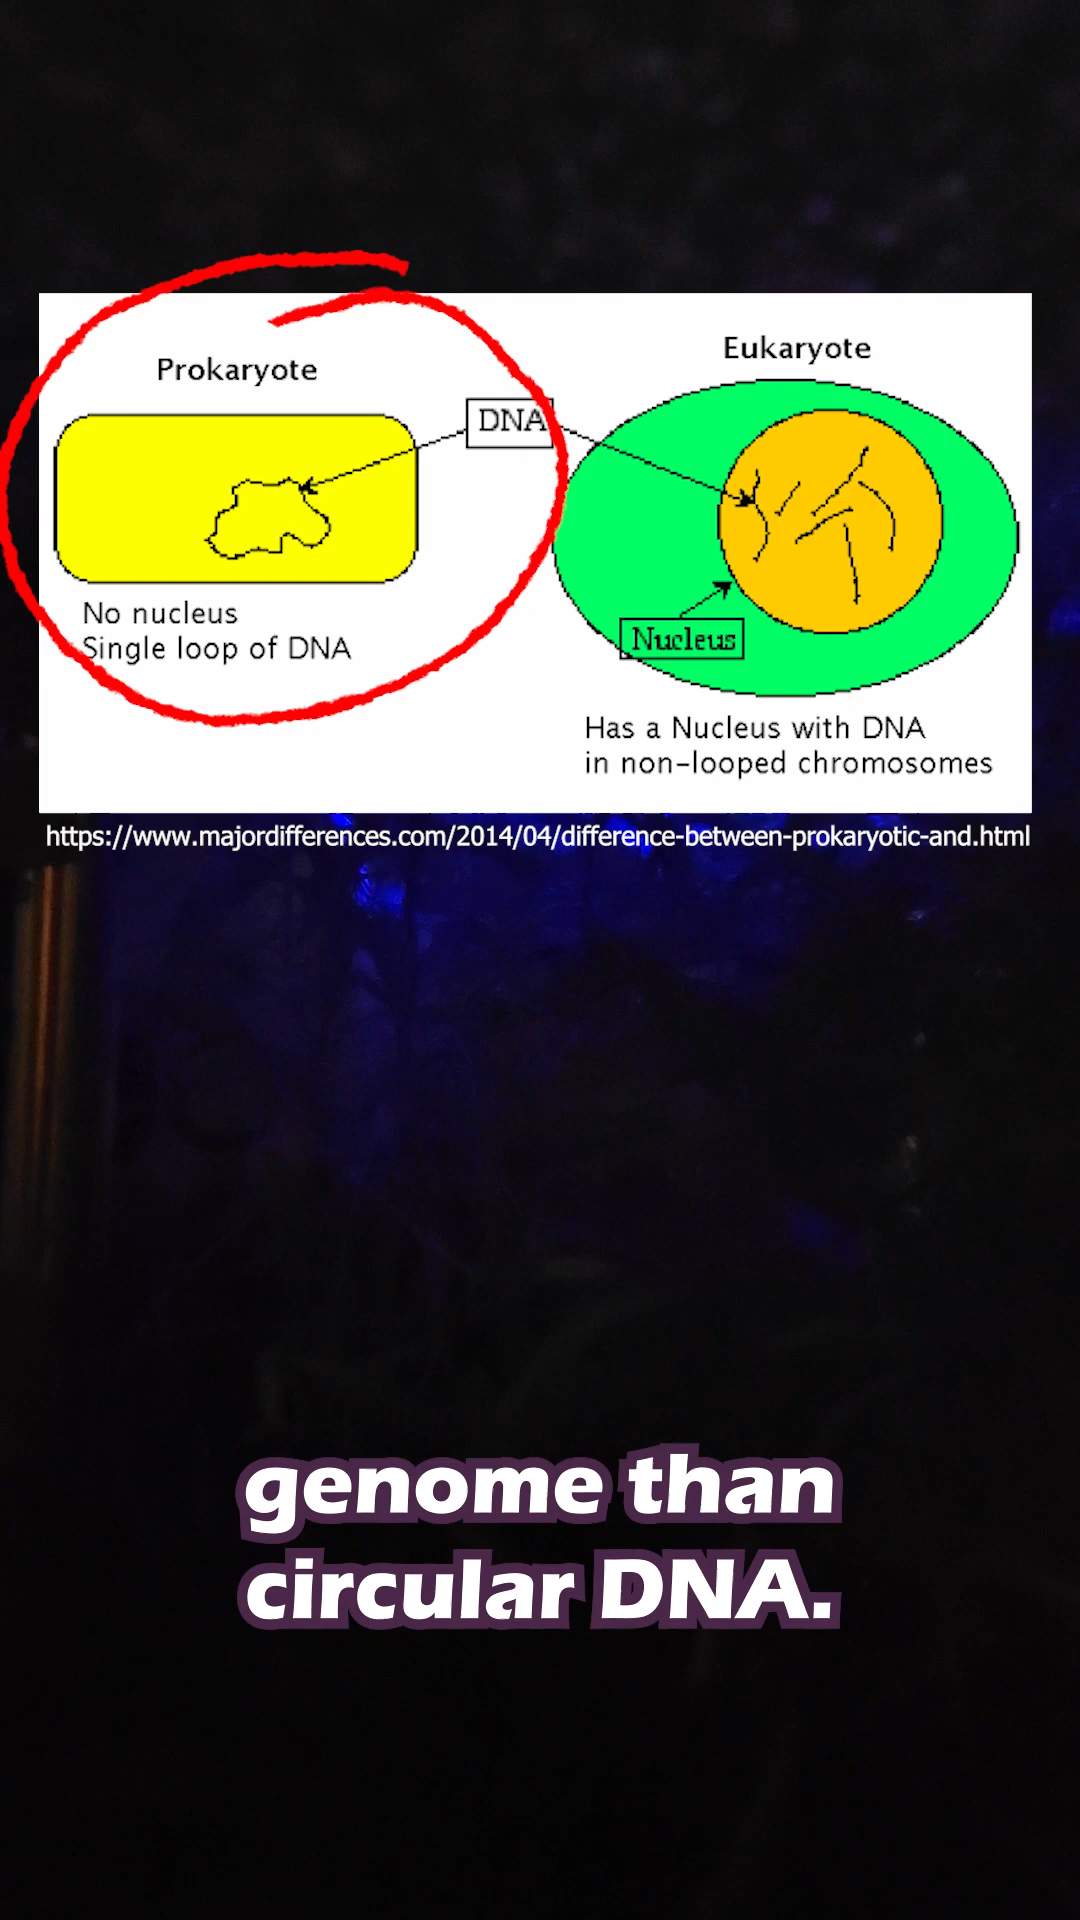 Prokaryote
Eukaryote
DNA
No nucleus
Single loop of DNA
Nucleus
Has a Nucleus with DNA
in non-looped chromosomes
https://www.majordifferences.com/2014/04/difference-between-prokaryotic-and.html
genome than
circular DNA.